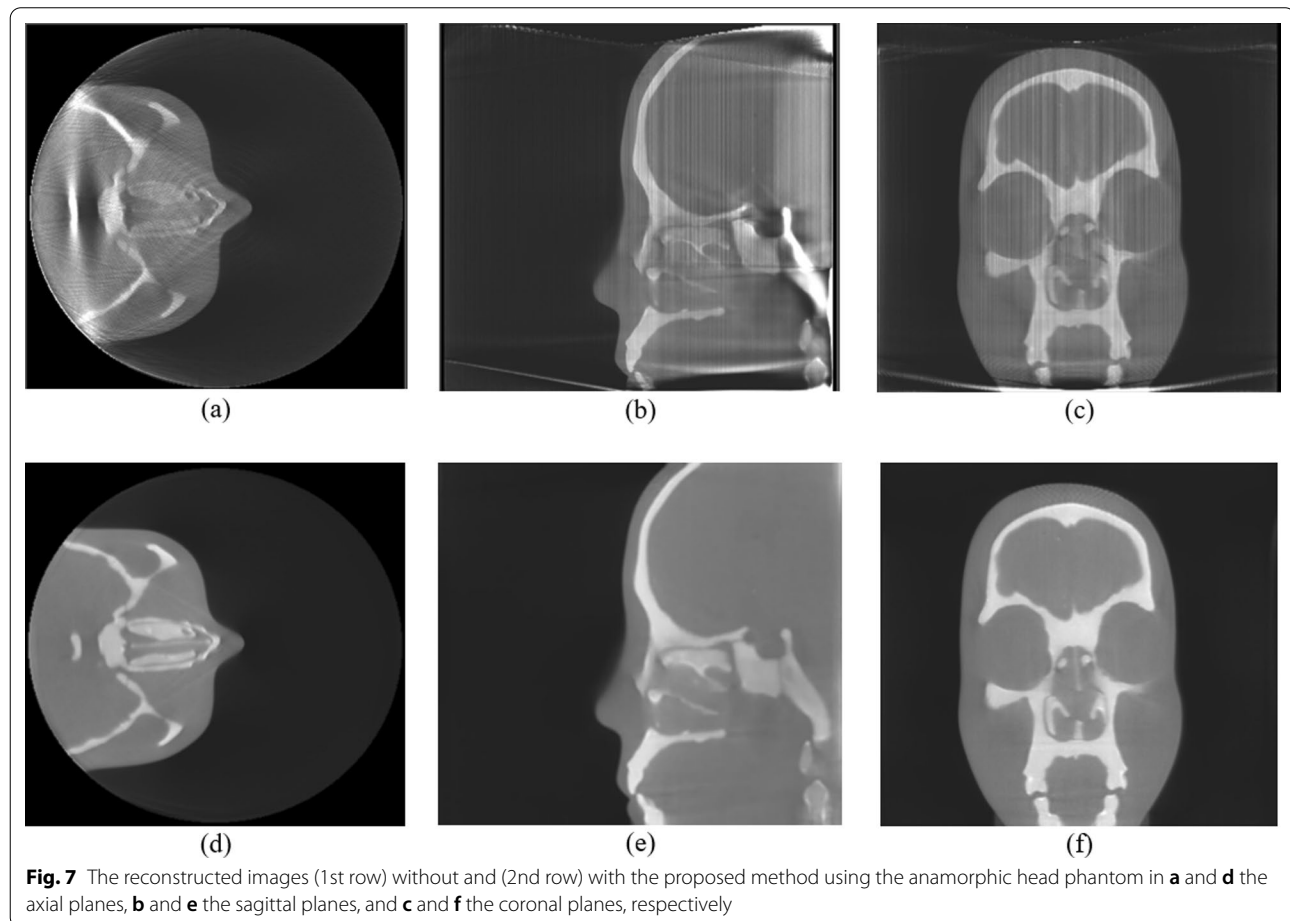 (a)
(b)
(c)
(d)
(e)
(f)
Fig. 7 The reconstructed images (1st row) without and (2nd row) with the proposed method using the anamorphic head phantom in a and d the
axial planes, b and e the sagittal planes, and c and f the coronal planes, respectively